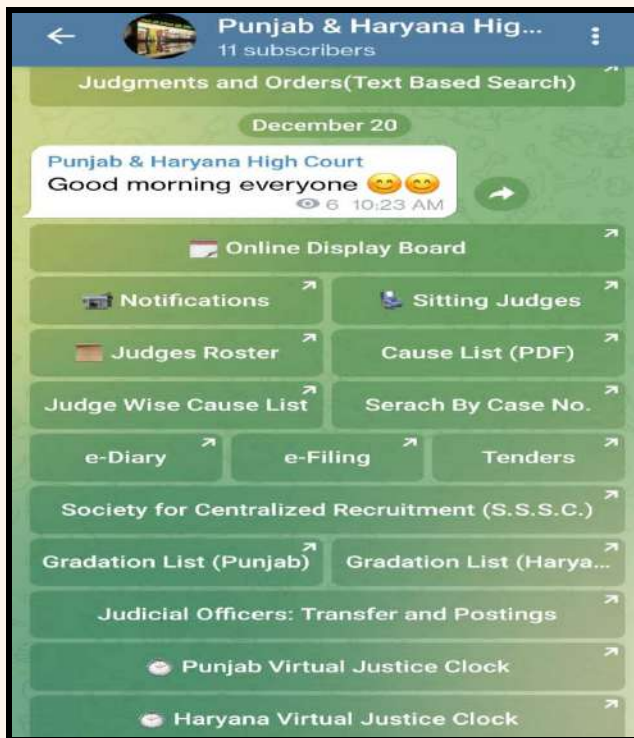 Punjab & Haryana Hig...
11 subscribers
Judgments and Orders(Text Based Search)
December 20
Punjab & Haryana High Court
Good morning everyone 😊😊
6 10:23 AM
Online Display Board
Notifications
Sitting Judges
Judges Roster
Cause List (PDF)
Judge Wise Cause List
Serach By Case No.
e-Diary
e-Filing
Tenders
Society for Centralized Recruitment (S.S.S.C.)
Gradation List (Punjab)
Gradation List (Harya...
Judicial Officers: Transfer and Postings
Punjab Virtual Justice Clock
Haryana Virtual Justice Clock